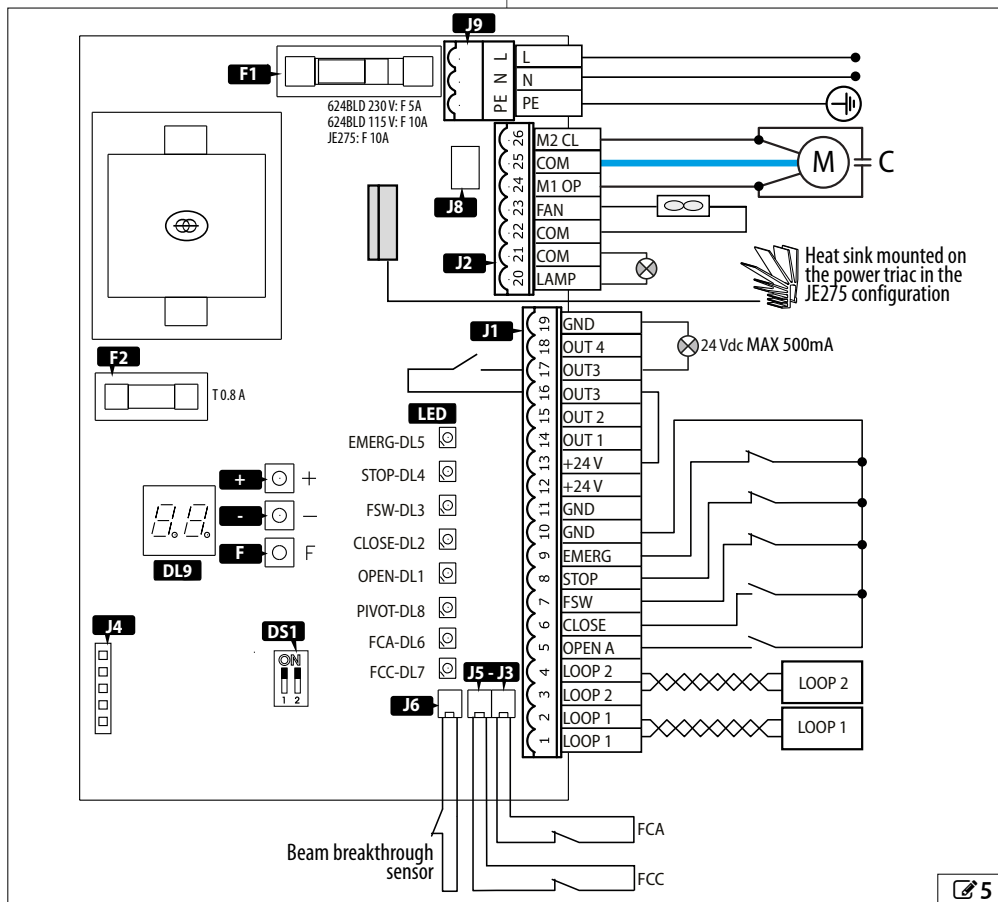 J9
F1
L
N
PE
L
N
PE
624BLD 230 V: F 5A
624BLD 115 V: F 10A
JE275: F 10A
J8
J2
26 M2 CL
25 COM
24 M1 OP
23 FAN
22 COM
21 COM
20 LAMP
M
C
Heat sink mounted on
the power triac in the
JE275 configuration
J1
19 GND
18 OUT 4
17 OUT3
16 OUT3
15 OUT 2
14 OUT 1
13 +24 V
12 +24 V
11 GND
10 GND
9 EMERG
8 STOP
7 FSW
6 CLOSE
5 OPEN A
4 LOOP 2
3 LOOP 2
2 LOOP 1
1 LOOP 1
24 Vdc MAX 500mA
LOOP 2
LOOP 1
F2
T 0.8 A
LED
EMERG-DL5
STOP-DL4
FSW-DL3
CLOSE-DL2
OPEN-DL1
PIVOT-DL8
FCA-DL6
FCC-DL7
+ +
- —
F F
8.8.
DL9
J4
DS1
ON
1 2
J6
J5 - J3
Beam breakthrough
sensor
FCA
FCC
5